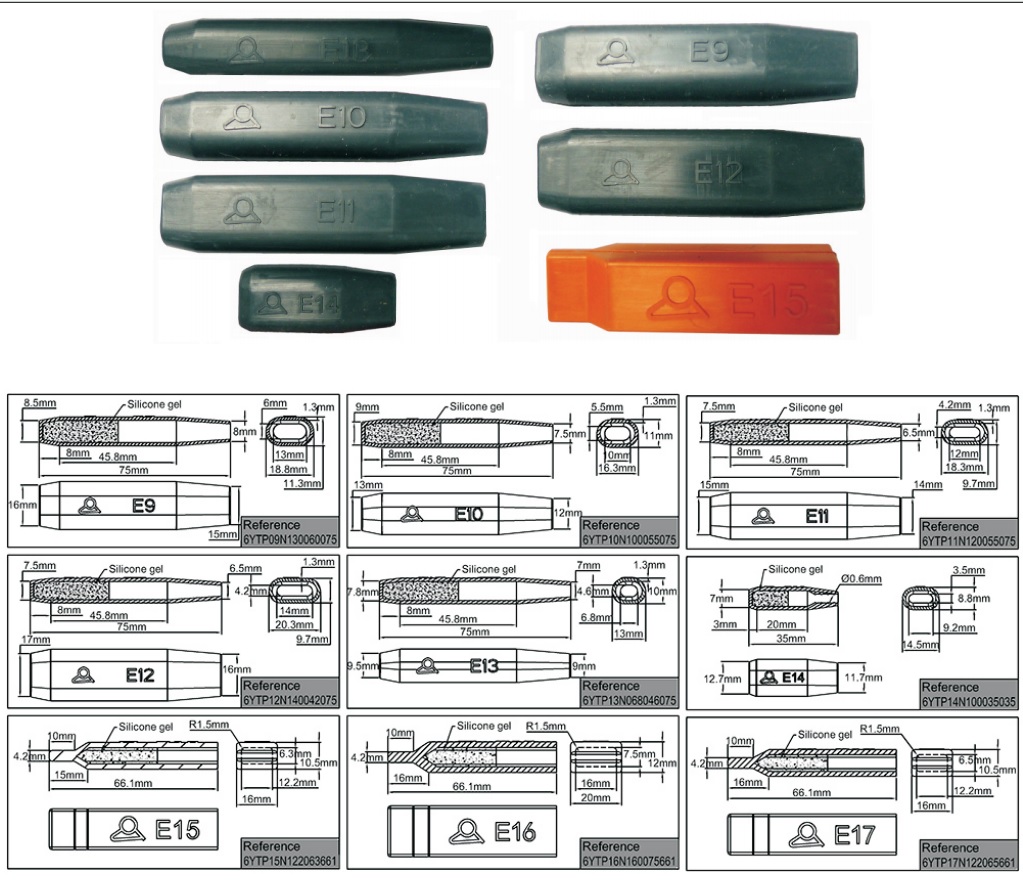 E13
E9
E10
E12
E11
E14
E15
8.5mm
Silicone gel
6mm
1.3mm
8mm
8mm
45.8mm
75mm
13mm
18.8mm
11.3mm
16mm
E9
15mm
Reference
6YTP09N130060075
9mm
Silicone gel
5.5mm
1.3mm
7.5mm
11mm
8mm
45.8mm
75mm
10mm
16.3mm
13mm
E10
12mm
Reference
6YTP10N100055075
7.5mm
Silicone gel
4.2mm
1.3mm
6.5mm
8mm
45.8mm
75mm
12mm
18.3mm
9.7mm
15mm
14mm
E11
Reference
6YTP11N120055075
7.5mm
Silicone gel
6.5mm
1.3mm
4.2mm
8mm
45.8mm
75mm
14mm
20.3mm
9.7mm
17mm
E12
16mm
Reference
6YTP12N140042075
Silicone gel
7mm
1.3mm
7.8mm
4.6mm
10mm
8mm
45.8mm
75mm
6.8mm
13mm
9.5mm
E13
9mm
Reference
6YTP13N068046075
Silicone gel
Ø0.6mm
3.5mm
7mm
8.8mm
3mm
20mm
35mm
9.2mm
14.5mm
12.7mm
E14
11.7mm
Reference
6YTP14N100035035
10mm
Silicone gel
R1.5mm
4.2mm
6.3mm
10.5mm
15mm
66.1mm
12.2mm
16mm
E15
Reference
6YTP15N122063661
10mm
Silicone gel
R1.5mm
4.2mm
7.5mm
12mm
16mm
66.1mm
16mm
20mm
E16
Reference
6YTP16N160075661
10mm
Silicone gel
R1.5mm
4.2mm
6.5mm
10.5mm
16mm
66.1mm
12.2mm
16mm
E17
Reference
6YTP17N122065661